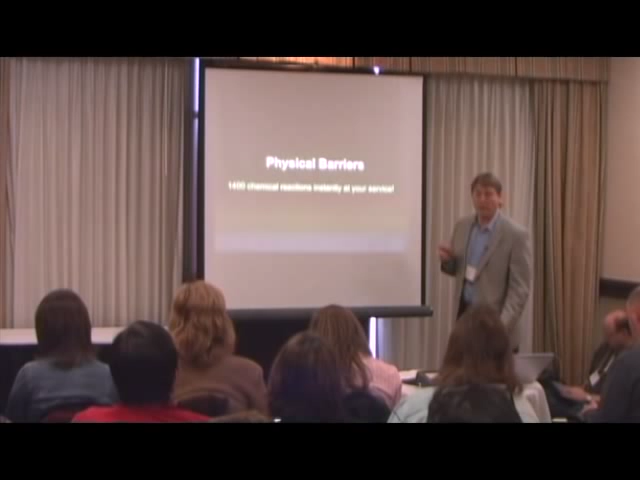 Physical Barriers
1400 chemical reactions instantly at your service!